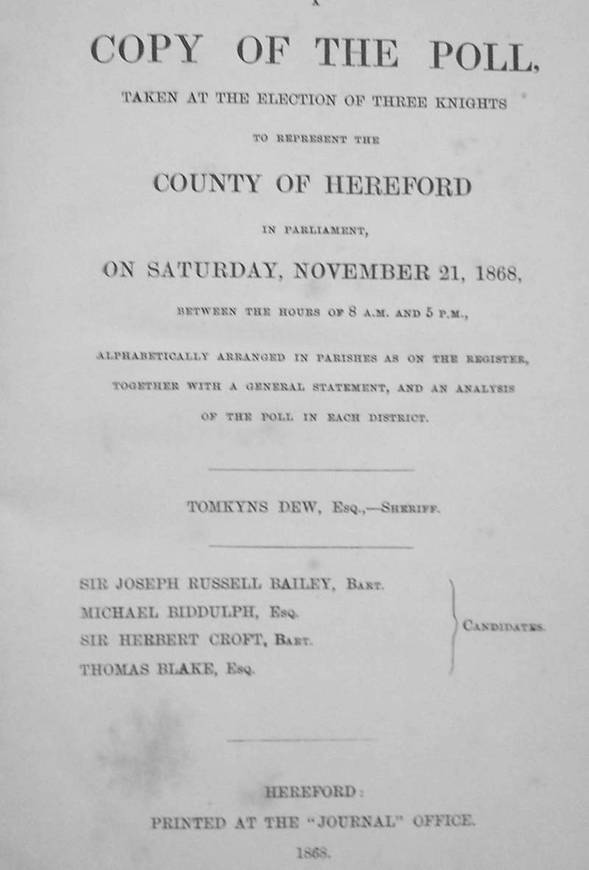 A
COPY OF THE POLL,
TAKEN AT THE ELECTION OF THREE KNIGHTS
TO REPRESENT THE
COUNTY OF HEREFORD
IN PARLIAMENT,
ON SATURDAY, NOVEMBER 21, 1868,
BETWEEN THE HOURS OF 8 A.M. AND 5 P.M.,
ALPHABETICALLY ARRANGED IN PARISHES AS ON THE REGISTER,
TOGETHER WITH A GENERAL STATEMENT, AND AN ANALYSIS
OF THE POLL IN EACH DISTRICT.
TOMKYNS DEW, ESQ.,—SHERIFF.
SIR JOSEPH RUSSELL BAILEY, BART.
MICHAEL BIDDULPH, ESQ.
SIR HERBERT CROFT, BART.
THOMAS BLAKE, ESQ.
CANDIDATES.
HEREFORD:
PRINTED AT THE "JOURNAL" OFFICE.
1868.